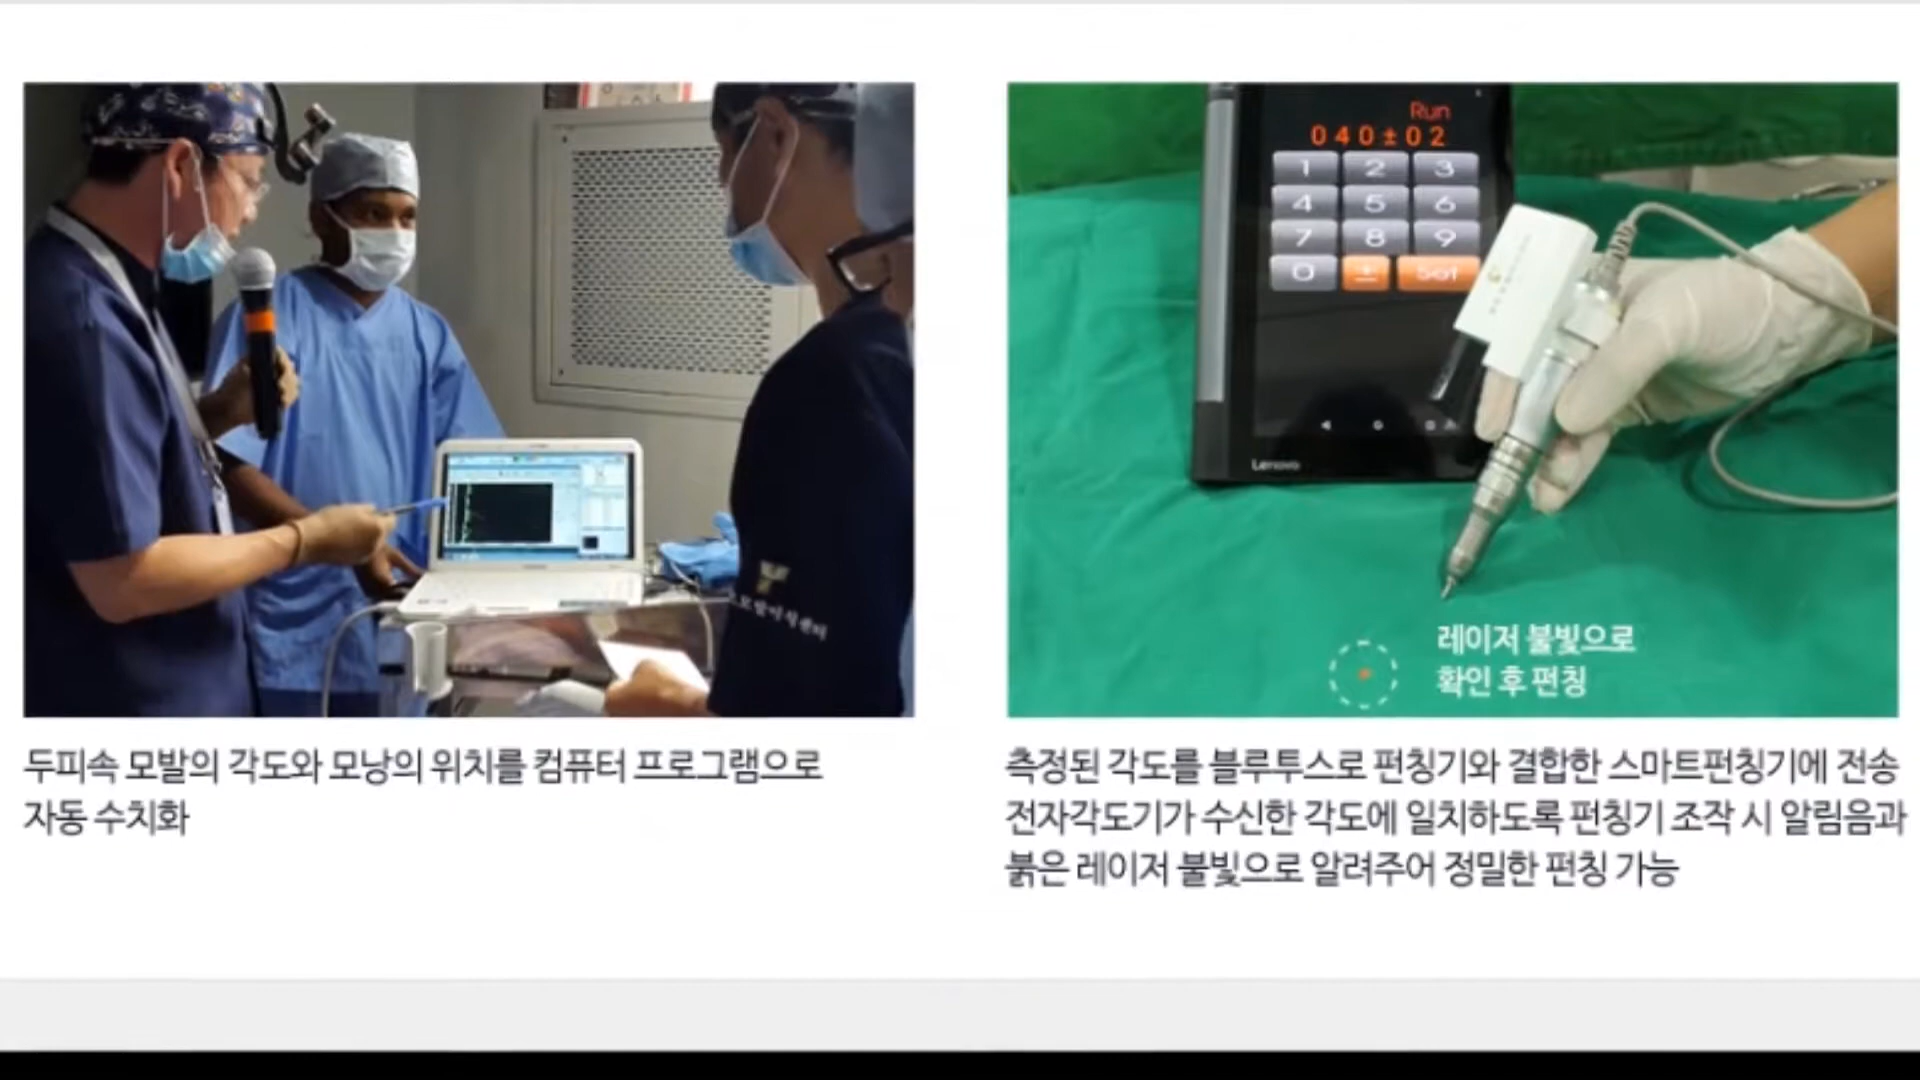 Run
040±02
1 2 3
4 5 6
7 8 9
0 ± Set
Lenovo
레이저 불빛으로
확인 후 펀칭
모발이식센터
두피속 모발의 각도와 모낭의 위치를 컴퓨터 프로그램으로
자동 수치화
측정된 각도를 블루투스로 펀칭기와 결합한 스마트펀칭기에 전송
전자각도기가 수신한 각도에 일치하도록 펀칭기 조작 시 알림음과
붉은 레이저 불빛으로 알려주어 정밀한 펀칭 가능